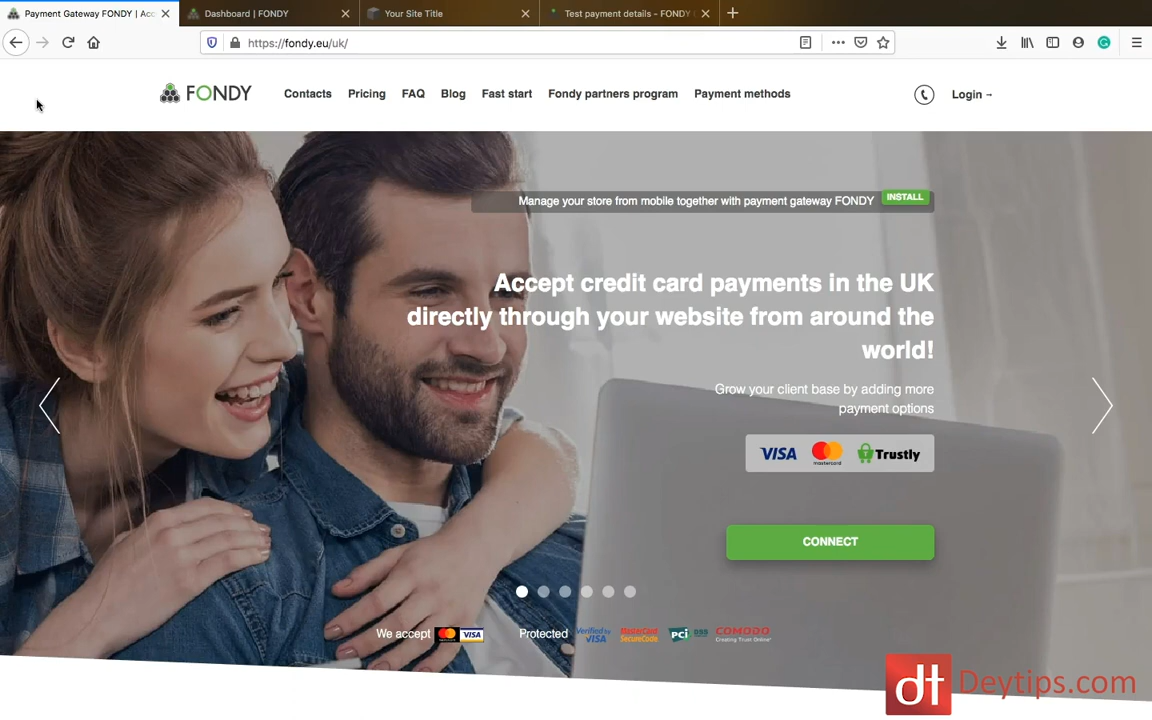 Payment Gateway FONDY | Acc
Dashboard | FONDY
Your Site Title
Test payment details - FONDY
https://fondy.eu/uk/
FONDY
Contacts
Pricing
FAQ
Blog
Fast start
Fondy partners program
Payment methods
Login
Manage your store from mobile together with payment gateway FONDY
INSTALL
Accept credit card payments in the UK
directly through your website from around the
world!
Grow your client base by adding more
payment options
VISA
mastercard
Trustly
CONNECT
We accept
VISA
Protected
Verified by
VISA
MasterCard
SecureCode
PCI DSS
COMODO
Creating Trust Online
dt Deytips.com